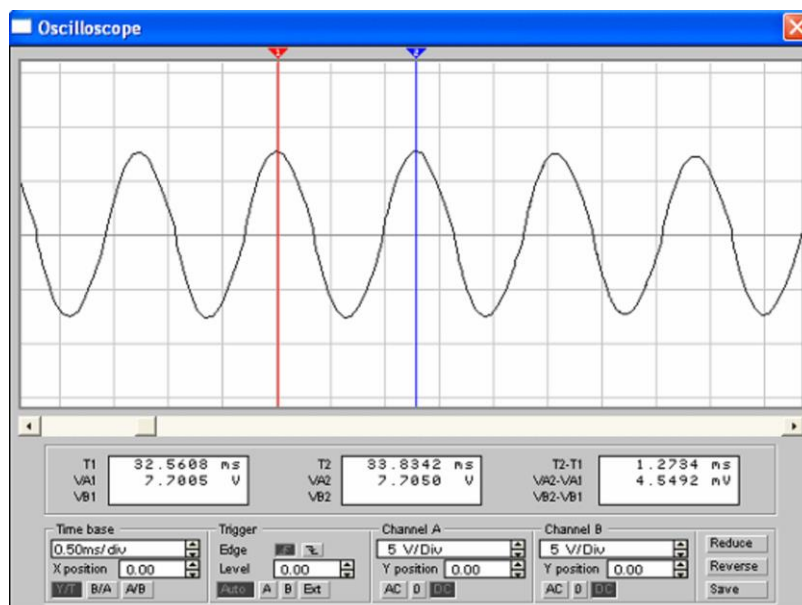 Oscilloscope
1 2
T1 32.5608 ms T2 33.8342 ms T2-T1 1.2734 ms
VA1 7.7005 V VA2 7.7050 V VA2-VA1 4.5492 mV
VB1 VB2 VB2-VB1
Time base Trigger Channel A Channel B
0.50ms/div Edge 5 V/Div 5 V/Div Reduce
X position 0.00 Level 0.00 Y position 0.00 Y position 0.00 Reverse
Y/T B/A A/B Auto A B Ext AC 0 DC AC 0 DC Save